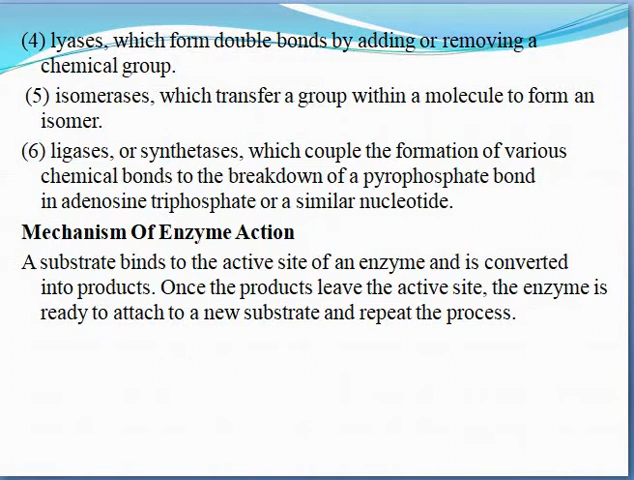 (4) lyases, which form double bonds by adding or removing a
chemical group.
(5) isomerases, which transfer a group within a molecule to form an
isomer.
(6) ligases, or synthetases, which couple the formation of various
chemical bonds to the breakdown of a pyrophosphate bond
in adenosine triphosphate or a similar nucleotide.
Mechanism Of Enzyme Action
A substrate binds to the active site of an enzyme and is converted
into products. Once the products leave the active site, the enzyme is
ready to attach to a new substrate and repeat the process.